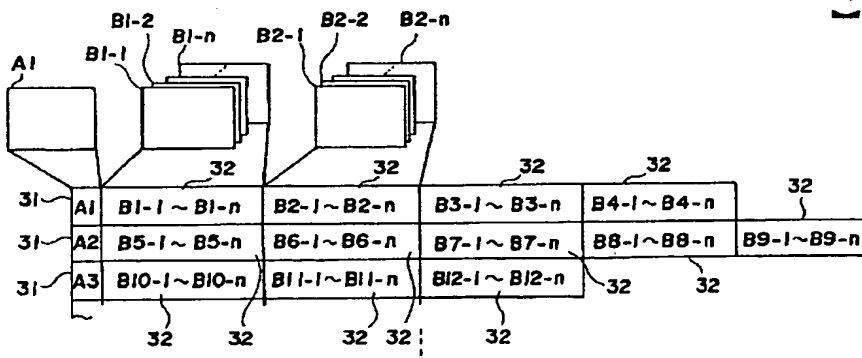 B1-2
B1-n
B2-2
B2-n
B1-1
B2-1
A1
32 32 32 32
31 A1 B1-1~B1-n B2-1~B2-n B3-1~B3-n B4-1~B4-n 32
31 A2 B5-1~B5-n B6-1~B6-n B7-1~B7-n B8-1~B8-n B9-1~B9-n
31 A3 B10-1~B10-n B11-1~B11-n B12-1~B12-n 32 32
32 32 32 32 32